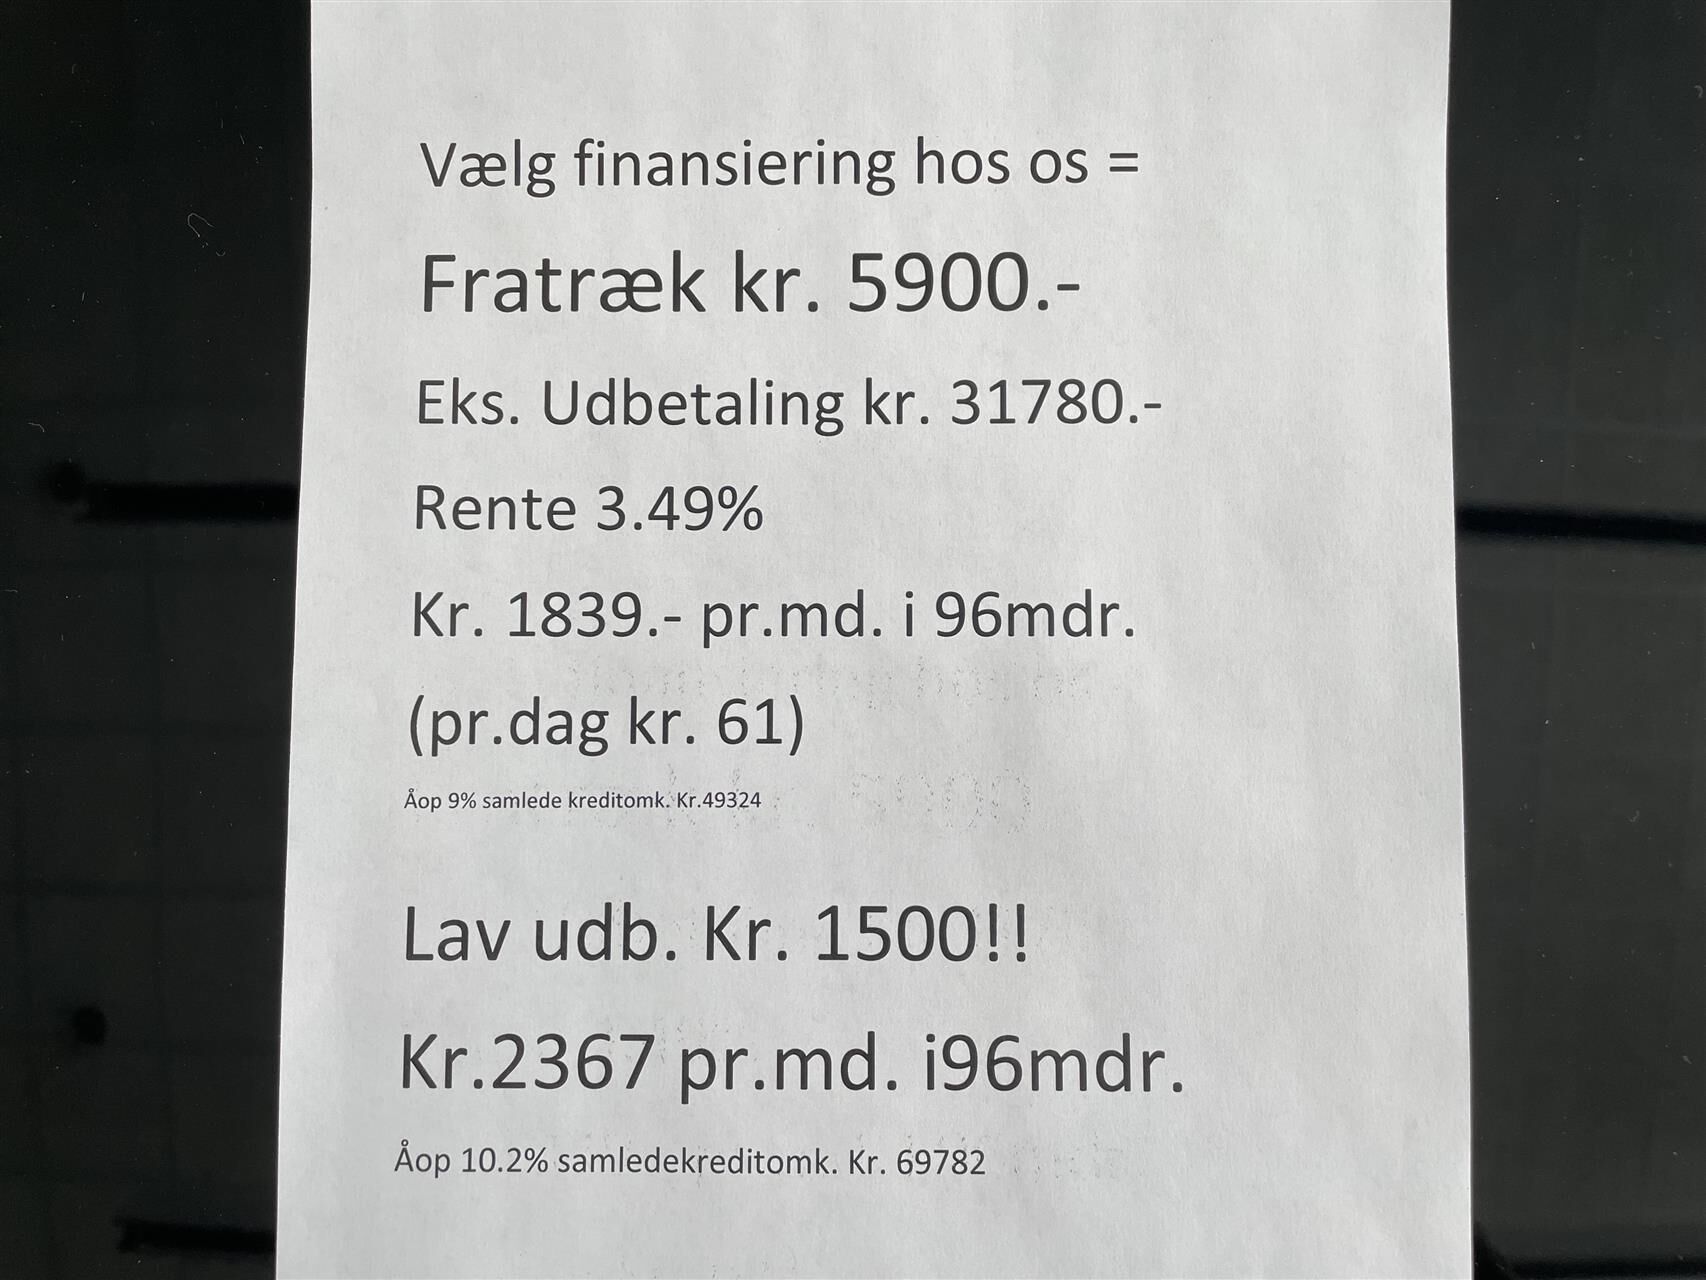 Vælg finansiering hos os =
Fratræk kr. 5900.-
Eks. Udbetaling kr. 31780.-
Rente 3.49%
Kr. 1839.- pr.md. i 96mdr.
(pr.dag kr. 61)
Åop 9% samlede kreditomk. Kr.49324
Lav udb. Kr. 1500!!
Kr.2367 pr.md. i96mdr.
Åop 10.2% samledekreditomk. Kr. 69782